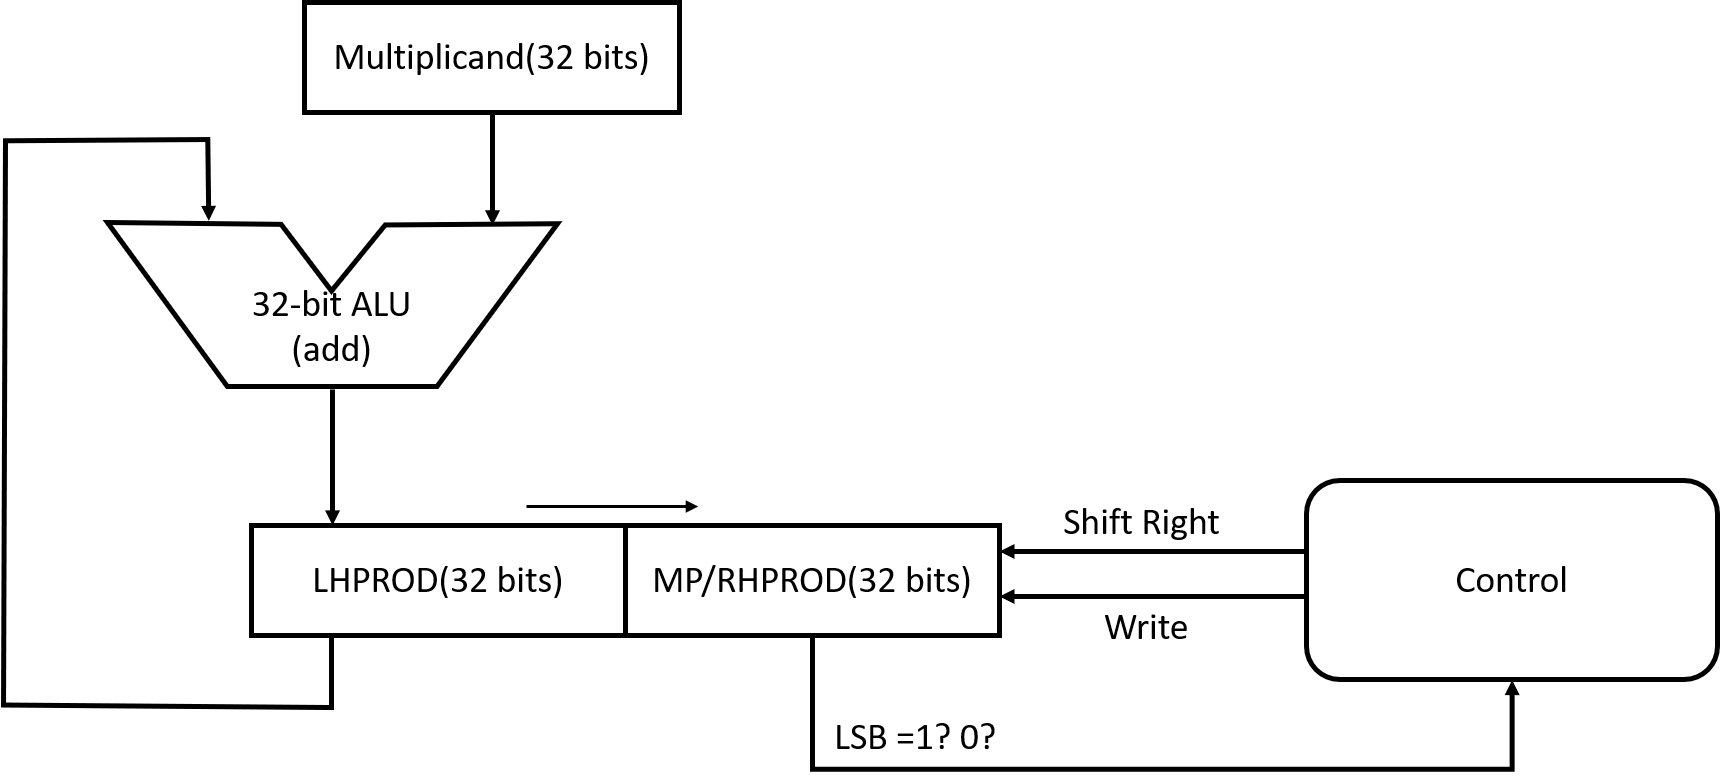 Multiplicand(32 bits)
32-bit ALU
(add)
LHPROD(32 bits)
MP/RHPROD(32 bits)
Shift Right
Write
Control
LSB =1? 0?